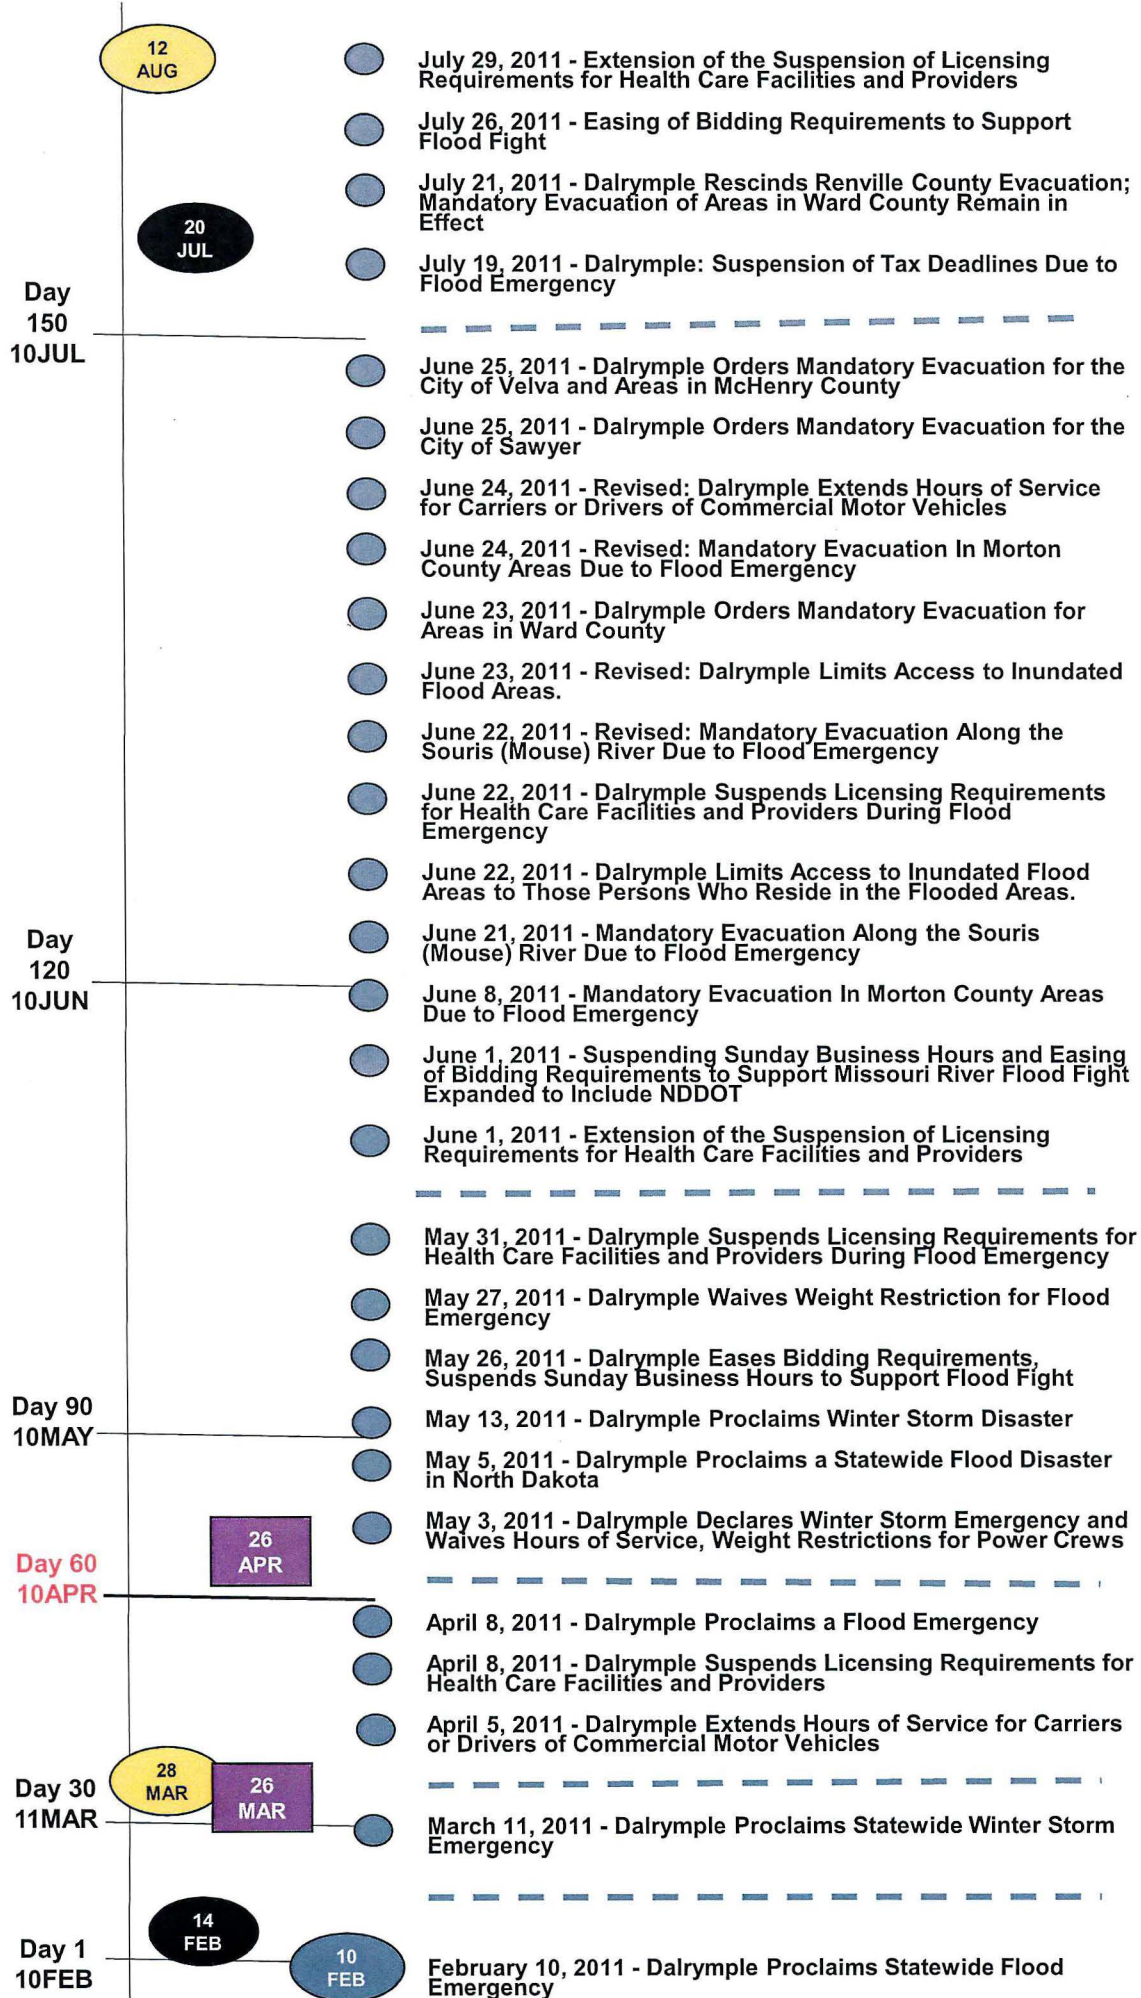 12
AUG
July 29, 2011 - Extension of the Suspension of Licensing
Requirements for Health Care Facilities and Providers
July 26, 2011 - Easing of Bidding Requirements to Support
Flood Fight
July 21, 2011 - Dalrymple Rescinds Renville County Evacuation;
Mandatory Evacuation of Areas in Ward County Remain in
Effect
20
JUL
July 19, 2011 - Dalrymple: Suspension of Tax Deadlines Due to
Flood Emergency
Day
150
10JUL
June 25, 2011 - Dalrymple Orders Mandatory Evacuation for the
City of Velva and Areas in McHenry County
June 25, 2011 - Dalrymple Orders Mandatory Evacuation for the
City of Sawyer
June 24, 2011 - Revised: Dalrymple Extends Hours of Service
for Carriers or Drivers of Commercial Motor Vehicles
June 24, 2011 - Revised: Mandatory Evacuation In Morton
County Areas Due to Flood Emergency
June 23, 2011 - Dalrymple Orders Mandatory Evacuation for
Areas in Ward County
June 23, 2011 - Revised: Dalrymple Limits Access to Inundated
Flood Areas.
June 22, 2011 - Revised: Mandatory Evacuation Along the
Souris (Mouse) River Due to Flood Emergency
June 22, 2011 - Dalrymple Suspends Licensing Requirements
for Health Care Facilities and Providers During Flood
Emergency
June 22, 2011 - Dalrymple Limits Access to Inundated Flood
Areas to Those Persons Who Reside in the Flooded Areas.
June 21, 2011 - Mandatory Evacuation Along the Souris
(Mouse) River Due to Flood Emergency
Day
120
10JUN
June 8, 2011 - Mandatory Evacuation In Morton County Areas
Due to Flood Emergency
June 1, 2011 - Suspending Sunday Business Hours and Easing
of Bidding Requirements to Support Missouri River Flood Fight
Expanded to Include NDDOT
June 1, 2011 - Extension of the Suspension of Licensing
Requirements for Health Care Facilities and Providers
May 31, 2011 - Dalrymple Suspends Licensing Requirements for
Health Care Facilities and Providers During Flood Emergency
May 27, 2011 - Dalrymple Waives Weight Restriction for Flood
Emergency
May 26, 2011 - Dalrymple Eases Bidding Requirements,
Suspends Sunday Business Hours to Support Flood Fight
Day 90
10MAY
May 13, 2011 - Dalrymple Proclaims Winter Storm Disaster
May 5, 2011 - Dalrymple Proclaims a Statewide Flood Disaster
in North Dakota
May 3, 2011 - Dalrymple Declares Winter Storm Emergency and
Waives Hours of Service, Weight Restrictions for Power Crews
26
APR
Day 60
10APR
April 8, 2011 - Dalrymple Proclaims a Flood Emergency
April 8, 2011 - Dalrymple Suspends Licensing Requirements for
Health Care Facilities and Providers
April 5, 2011 - Dalrymple Extends Hours of Service for Carriers
or Drivers of Commercial Motor Vehicles
28
MAR
26
MAR
Day 30
11MAR
March 11, 2011 - Dalrymple Proclaims Statewide Winter Storm
Emergency
14
FEB
Day 1
10FEB
10
FEB
February 10, 2011 - Dalrymple Proclaims Statewide Flood
Emergency